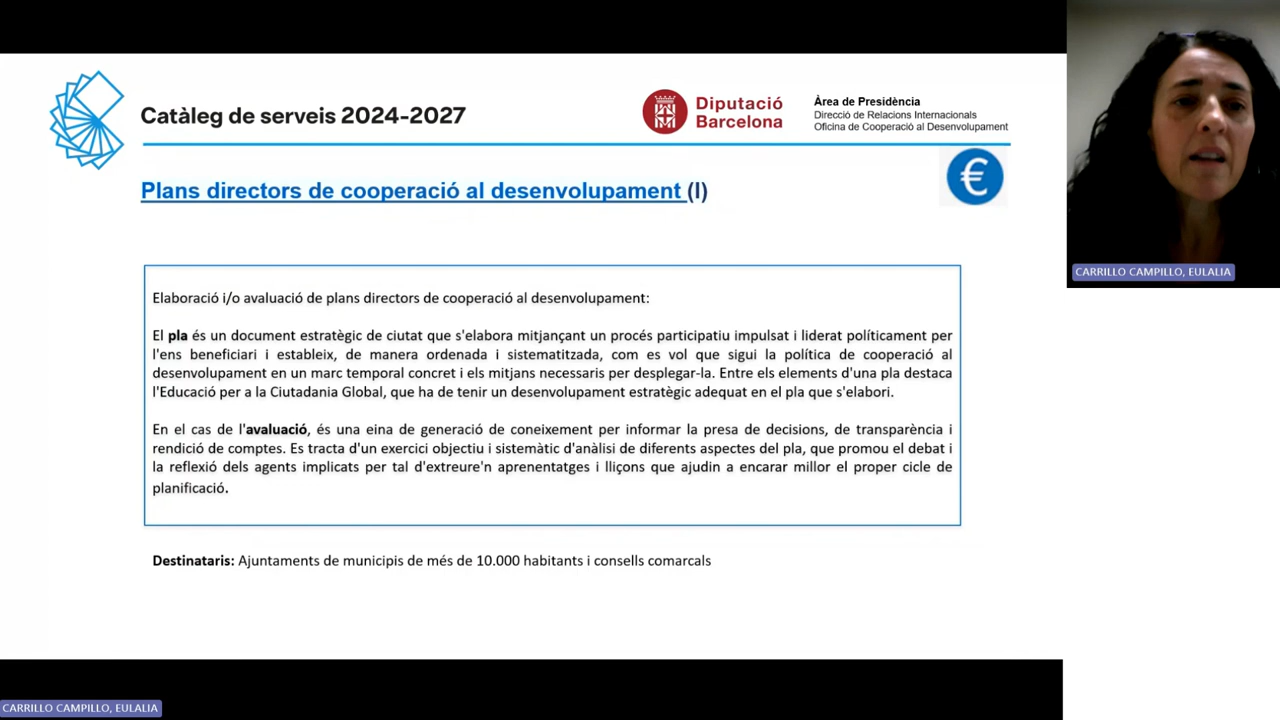 Catàleg de serveis 2024-2027
Diputació
Barcelona
Àrea de Presidència
Direcció de Relacions Internacionals
Oficina de Cooperació al Desenvolupament
Plans directors de cooperació al desenvolupament (I)
€
Elaboració i/o avaluació de plans directors de cooperació al desenvolupament:
El pla és un document estratègic de ciutat que s'elabora mitjançant un procés participatiu impulsat i liderat políticament per
l'ens beneficiari i estableix, de manera ordenada i sistematitzada, com es vol que sigui la política de cooperació al
desenvolupament en un marc temporal concret i els mitjans necessaris per desplegar-la. Entre els elements d'una pla destaca
l'Educació per a la Ciutadania Global, que ha de tenir un desenvolupament estratègic adequat en el pla que s'elabori.
En el cas de l'avaluació, és una eina de generació de coneixement per informar la presa de decisions, de transparència i
rendició de comptes. Es tracta d'un exercici objectiu i sistemàtic d'anàlisi de diferents aspectes del pla, que promou el debat i
la reflexió dels agents implicats per tal d'extreure'n aprenentatges i lliçons que ajudin a encarar millor el proper cicle de
planificació.
Destinataris: Ajuntaments de municipis de més de 10.000 habitants i consells comarcals
CARRILLO CAMPILLO, EULALIA
CARRILLO CAMPILLO, EULALIA